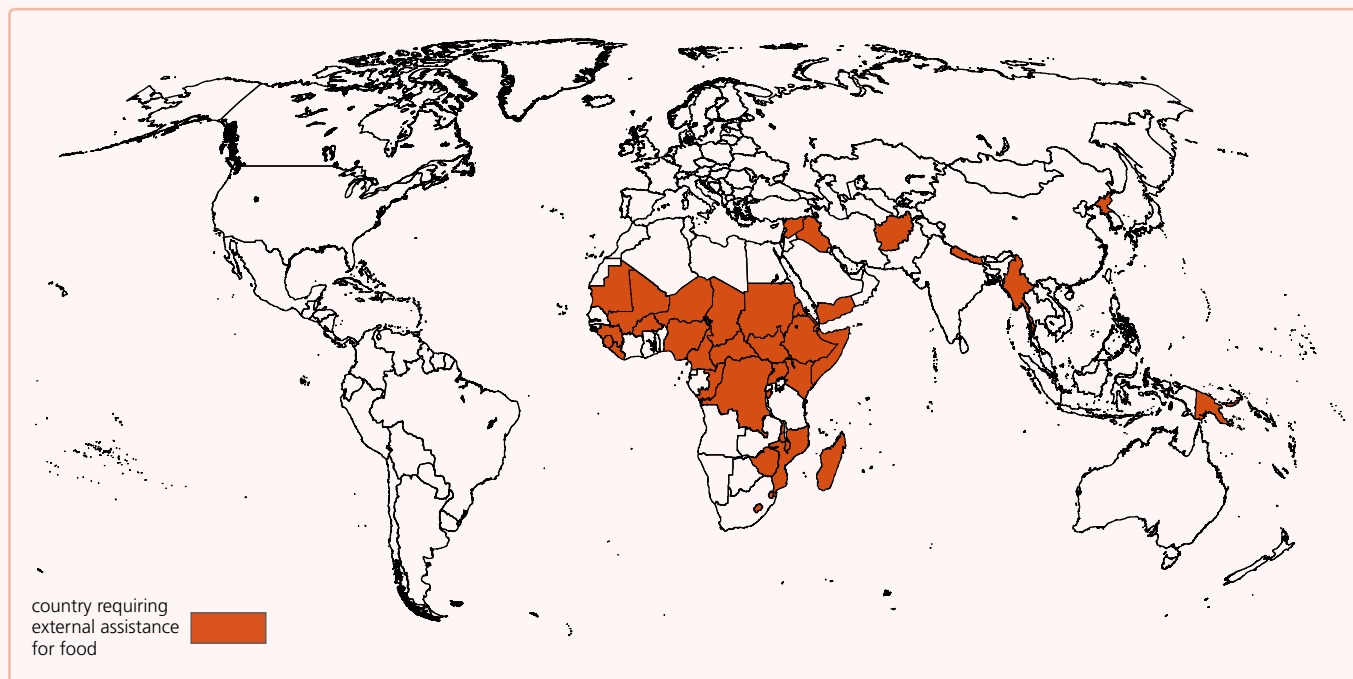 country requiring
external assistance
for food